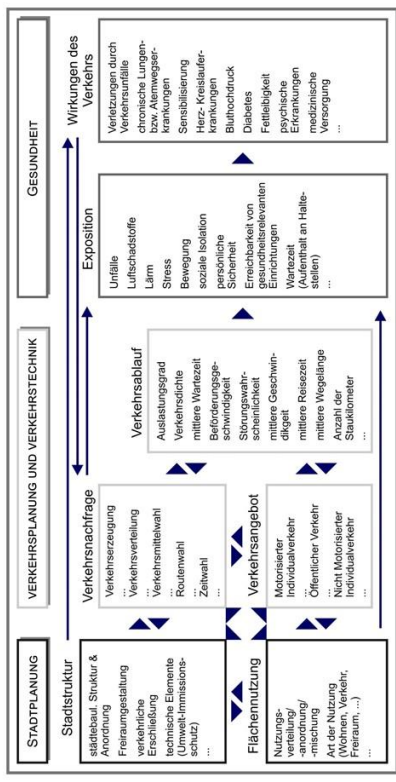 STADTPLANUNG
VERKEHRSPLANUNG UND VERKEHRSTECHNIK
GESUNDHEIT
Stadtstruktur
städtebaul. Struktur &
Anordnung
Freiraumgestaltung
verkehrliche
Erschließung
technische Elemente
(Umwelt-Immissions-
schutz)
...
Flächennutzung
Nutzungs-
verteilung/
-anordnung/
-mischung
Art der Nutzung
(Wohnen, Verkehr,
Freiraum, ...)
...
Verkehrsnachfrage
Verkehrserzeugung
...
Verkehrsverteilung
...
Verkehrsmittelwahl
...
Routenwahl
...
Zeitwahl
...
Verkehrsangebot
Motorisierter
Individualverkehr
...
Öffentlicher Verkehr
...
Nicht Motorisierter
Individualverkehr
...
Verkehrsablauf
Auslastungsgrad
Verkehrsdichte
mittlere Wartezeit
Beförderungsge-
schwindigkeit
Störungswahr-
scheinlichkeit
mittlere Geschwin-
dikgeit
mittlere Reisezeit
mittlere Wegelänge
Anzahl der
Staukilometer
...
Exposition
Unfälle
Luftschadstoffe
Lärm
Stress
Bewegung
soziale Isolation
persönliche
Sicherheit
Erreichbarkeit von
gesundheitsrelevanten
Einrichtungen
Wartezeit
(Aufenthalt an Halte-
stellen)
...
Wirkungen des
Verkehrs
Verletzungen durch
Verkehrsunfälle
chronische Lungen-
bzw. Atemwegser-
krankungen
Sensibilisierung
Herz- Kreislaufer-
krankungen
Bluthochdruck
Diabetes
Fettleibigkeit
psychische
Erkrankungen
medizinische
Versorgung
...